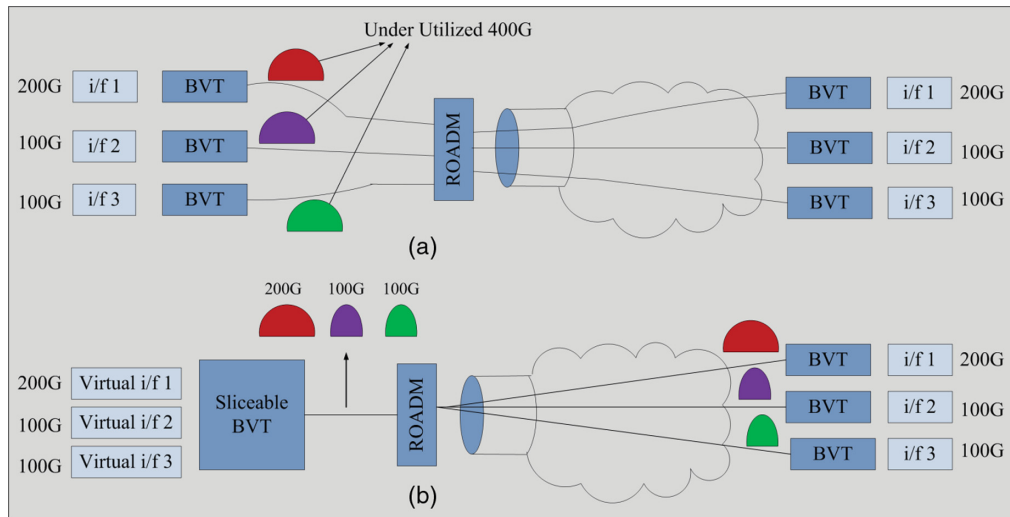 Under Utilized 400G
200G i/f 1 BVT BVT i/f 1 200G
100G i/f 2 BVT ROADM BVT i/f 2 100G
100G i/f 3 BVT BVT i/f 3 100G
(a)
200G 100G 100G
200G Virtual i/f 1 BVT i/f 1 200G
100G Virtual i/f 2 Sliceable BVT ROADM BVT i/f 2 100G
100G Virtual i/f 3 BVT i/f 3 100G
(b)